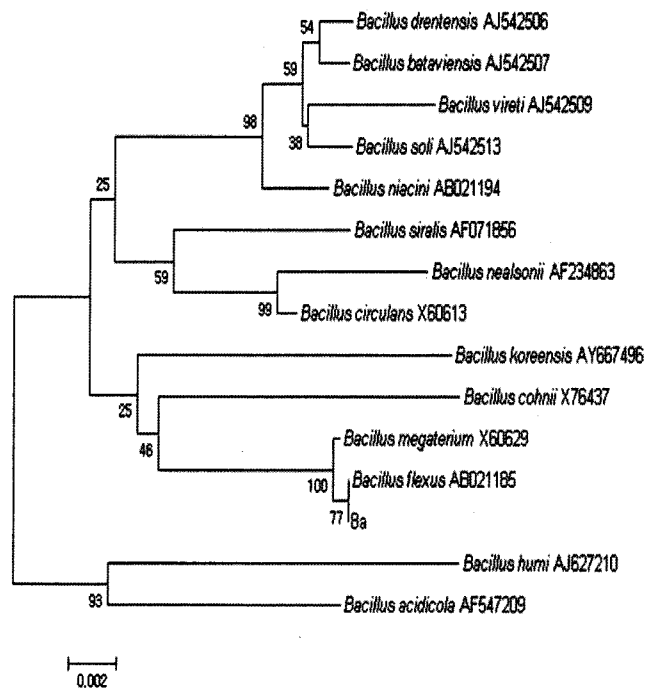 54
Bacillus drentensis AJ542506
59
Bacillus bataviensis AJ542507
98
Bacillus vireti AJ542509
38
Bacillus soli AJ542513
25
Bacillus niacini AB021194
Bacillus siralis AF071856
59
Bacillus nealsonii AF234863
99
Bacillus circulans X60613
Bacillus koreensis AY667496
25
Bacillus cohnii X76437
46
Bacillus megaterium X60629
100
Bacillus flexus AB021185
77
Ba
Bacillus humi AJ627210
93
Bacillus acidicola AF547209
0.002